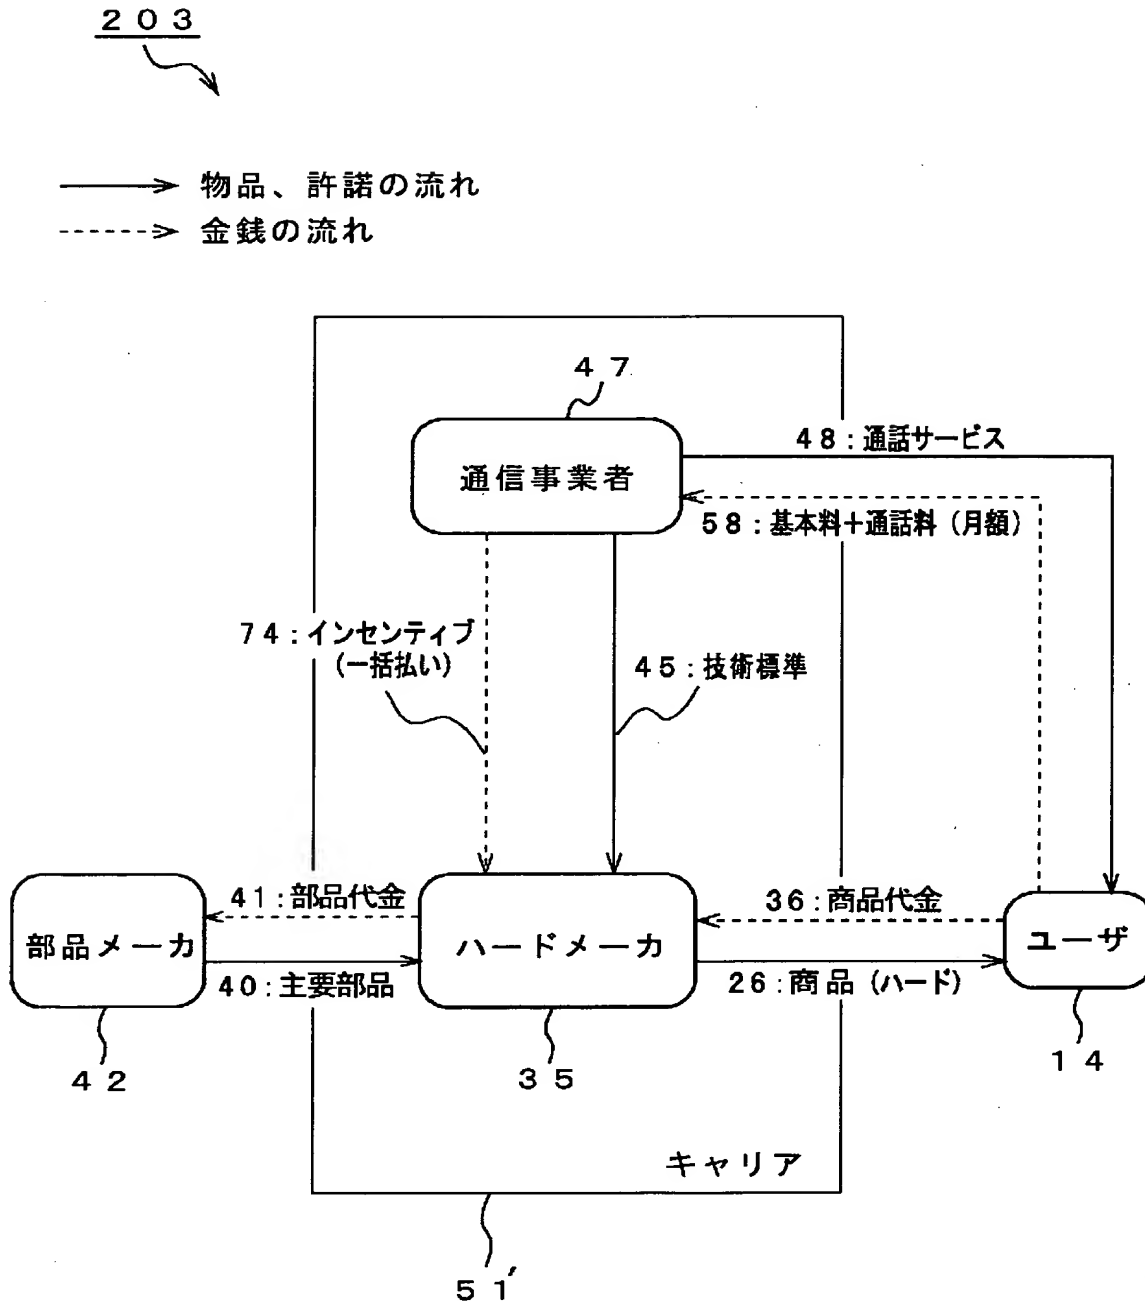 ２０３
物品、許諾の流れ
金銭の流れ
４７
４８：通話サービス
通信事業者
５８：基本料＋通話料（月額）
７４：インセンティブ
（一括払い）
４５：技術標準
４１：部品代金
３６：商品代金
部品メーカ
ハードメーカ
ユーザ
４０：主要部品
２６：商品（ハード）
４２
３５
１４
キャリア
５１′